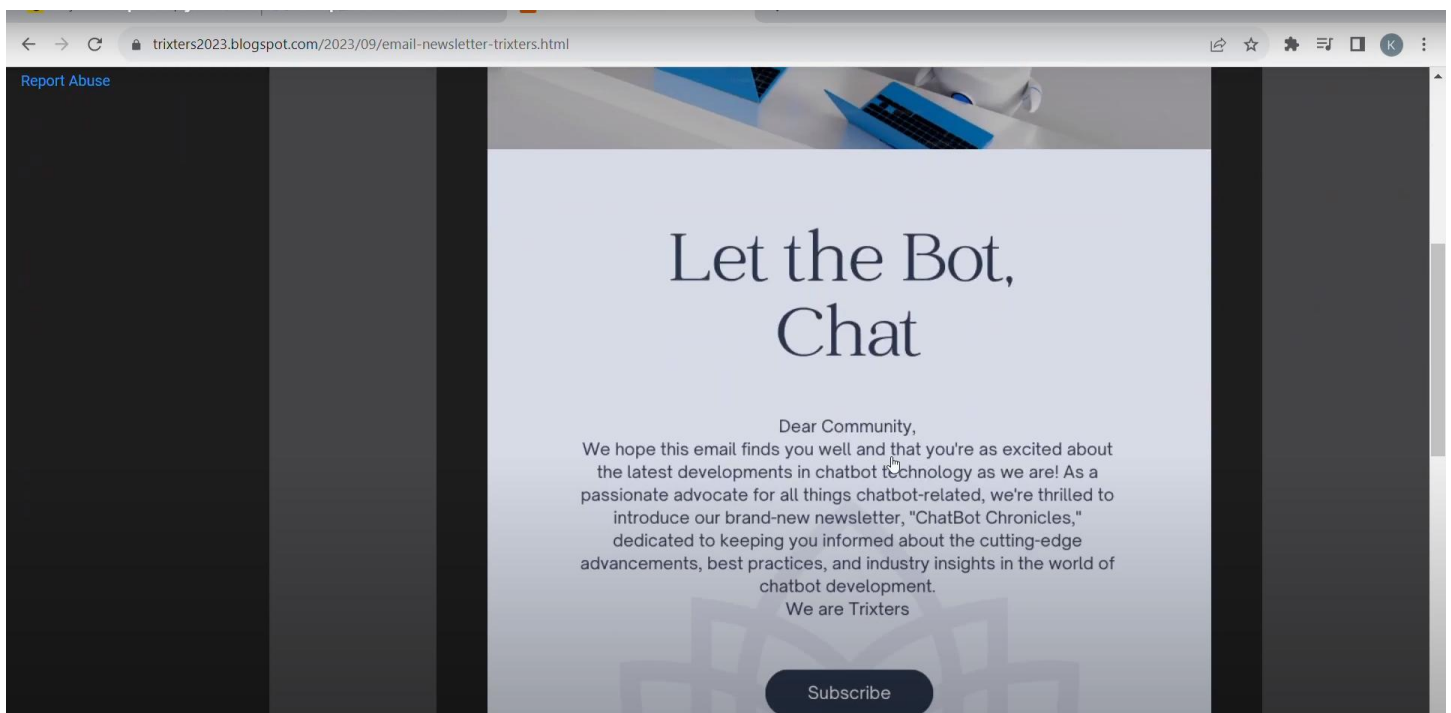 trixters2023.blogspot.com/2023/09/email-newsletter-trixters.html
K
Report Abuse
Let the Bot,
Chat
Dear Community,
We hope this email finds you well and that you're as excited about
the latest developments in chatbot technology as we are! As a
passionate advocate for all things chatbot-related, we're thrilled to
introduce our brand-new newsletter, "ChatBot Chronicles,"
dedicated to keeping you informed about the cutting-edge
advancements, best practices, and industry insights in the world of
chatbot development.
We are Trixters
Subscribe